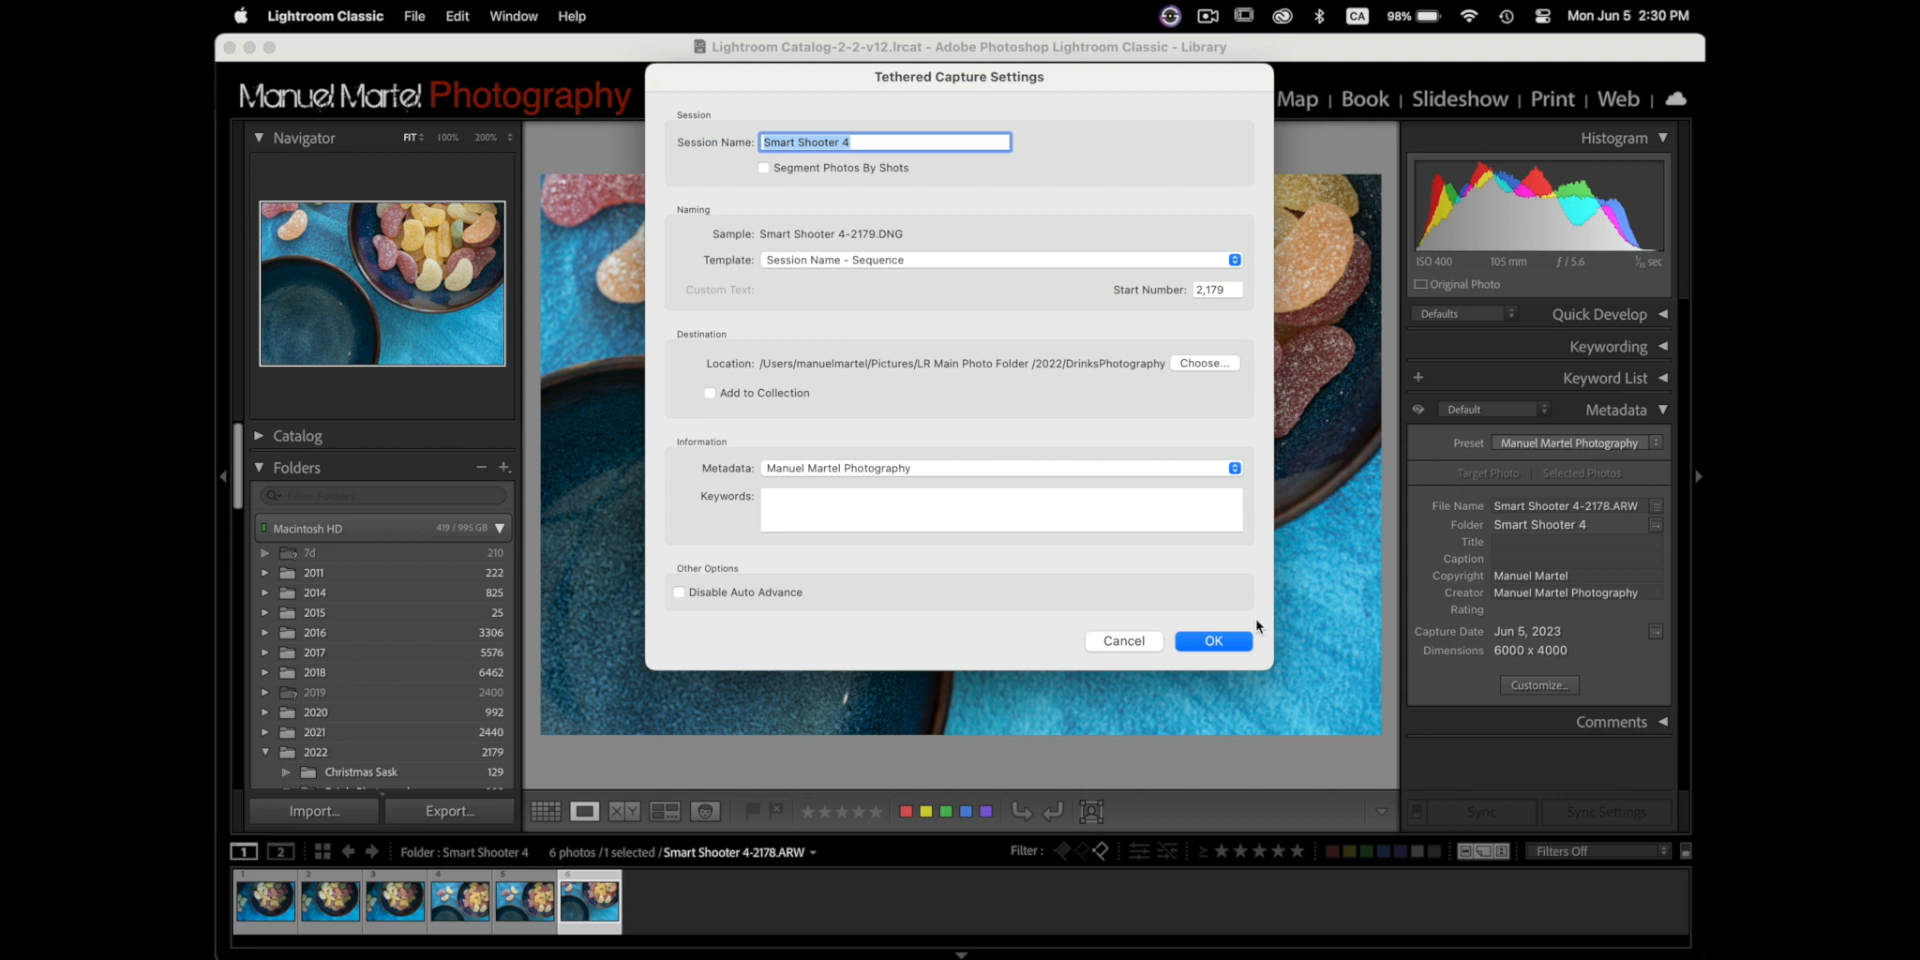 Lightroom Classic File Edit Window Help CA 98% Mon Jun 5 2:30 PM
Lightroom Catalog-2-2-v12.lrcat - Adobe Photoshop Lightroom Classic - Library
Manuel Martel Photography Map | Book | Slideshow | Print | Web |
Tethered Capture Settings
Session
Session Name: Smart Shooter 4
Segment Photos By Shots
Naming
Sample: Smart Shooter 4-2179.DNG
Template: Session Name - Sequence
Custom Text: Start Number: 2,179
Destination
Location: /Users/manuelmartel/Pictures/LR Main Photo Folder /2022/DrinksPhotography Choose...
Add to Collection
Information
Metadata: Manuel Martel Photography
Keywords:
Other Options
Disable Auto Advance
Cancel OK
Navigator FIT 100% 200%
Catalog
Folders
Filter Folders
Macintosh HD 419 / 995 GB
7d 210
2011 222
2014 825
2015 25
2016 3306
2017 5576
2018 6462
2019 2400
2020 992
2021 2440
2022 2179
Christmas Sask 129
Import... Export...
Histogram
ISO 400 105 mm ƒ / 5.6 sec
Original Photo
Defaults Quick Develop
Keywording
Keyword List
Default Metadata
Preset Manuel Martel Photography
Target Photo Selected Photos
File Name Smart Shooter 4-2178.ARW
Folder Smart Shooter 4
Title
Caption
Copyright Manuel Martel
Creator Manuel Martel Photography
Rating
Capture Date Jun 5, 2023
Dimensions 6000 x 4000
Customize...
Comments
Sync Sync Settings
X Y
1 2 Folder : Smart Shooter 4 6 photos / 1 selected / Smart Shooter 4-2178.ARW Filter : Filters Off
1 2 3 4 5 6